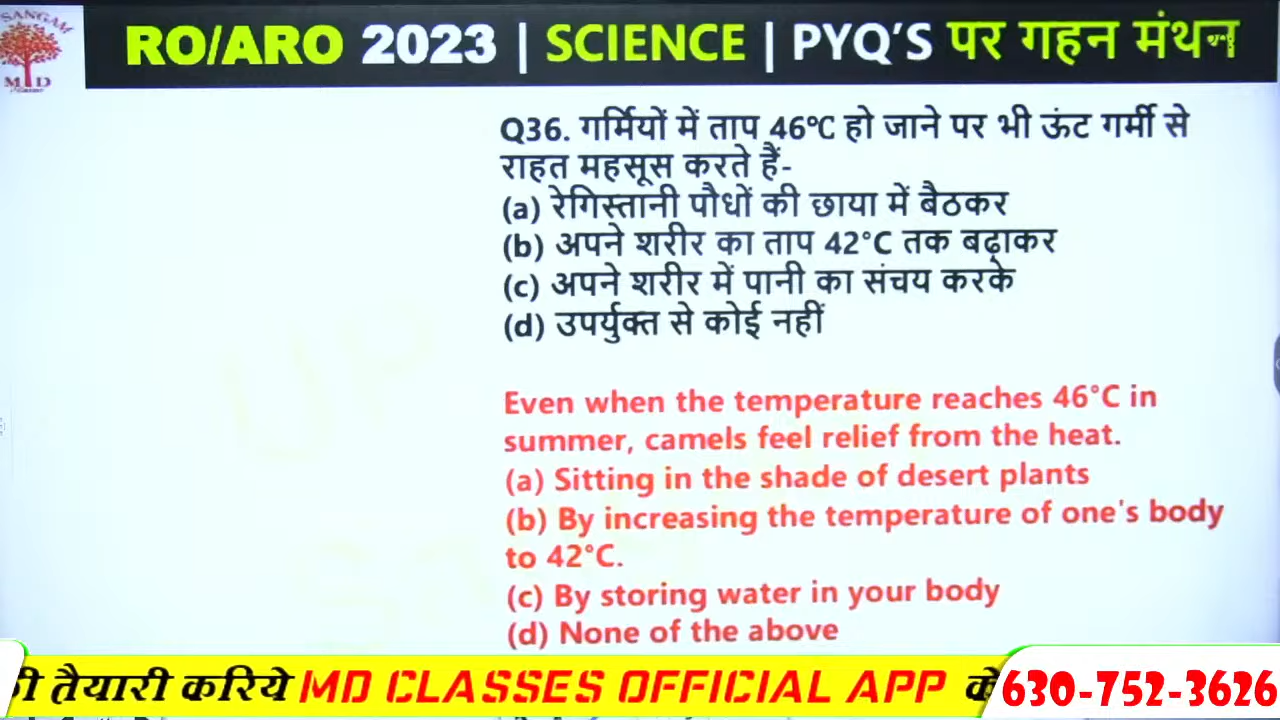 SANGAM
RO/ARO 2023 | SCIENCE | PYQ'S पर गहन मंथन
M D
Q36. गर्मियों में ताप 46°C हो जाने पर भी ऊंट गर्मी से
राहत महसूस करते हैं-
(a) रेगिस्तानी पौधों की छाया में बैठकर
(b) अपने शरीर का ताप 42°C तक बढ़ाकर
(c) अपने शरीर में पानी का संचय करके
(d) उपर्युक्त से कोई नहीं
Even when the temperature reaches 46°C in
summer, camels feel relief from the heat.
(a) Sitting in the shade of desert plants
(b) By increasing the temperature of one's body
to 42°C.
(c) By storing water in your body
(d) None of the above
की तैयारी करिये MD CLASSES OFFICIAL APP के
630-752-3626